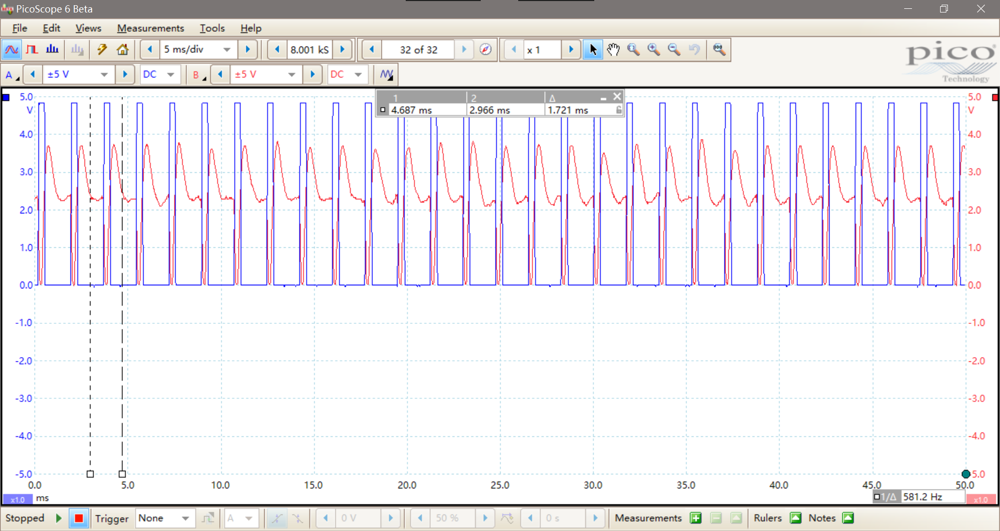 PicoScope 6 Beta
File Edit Views Measurements Tools Help
5 ms/div 8.001 kS 32 of 32 x 1 100
A ±5 V DC B ±5 V DC
pico
Technology
1 2 Δ
4.687 ms 2.966 ms 1.721 ms
5.0 5.0
V V
4.0 4.0
3.0 3.0
2.0 2.0
1.0 1.0
0.0 0.0
-1.0 -1.0
-2.0 -2.0
-3.0 -3.0
-4.0 -4.0
-5.0 5.0
0.0 5.0 10.0 15.0 20.0 25.0 30.0 35.0 40.0 45.0 50.0
x1.0 ms 1/Δ 581.2 Hz x1.0
Stopped Trigger None A 0 V 50 % 0 s Measurements Rulers Notes